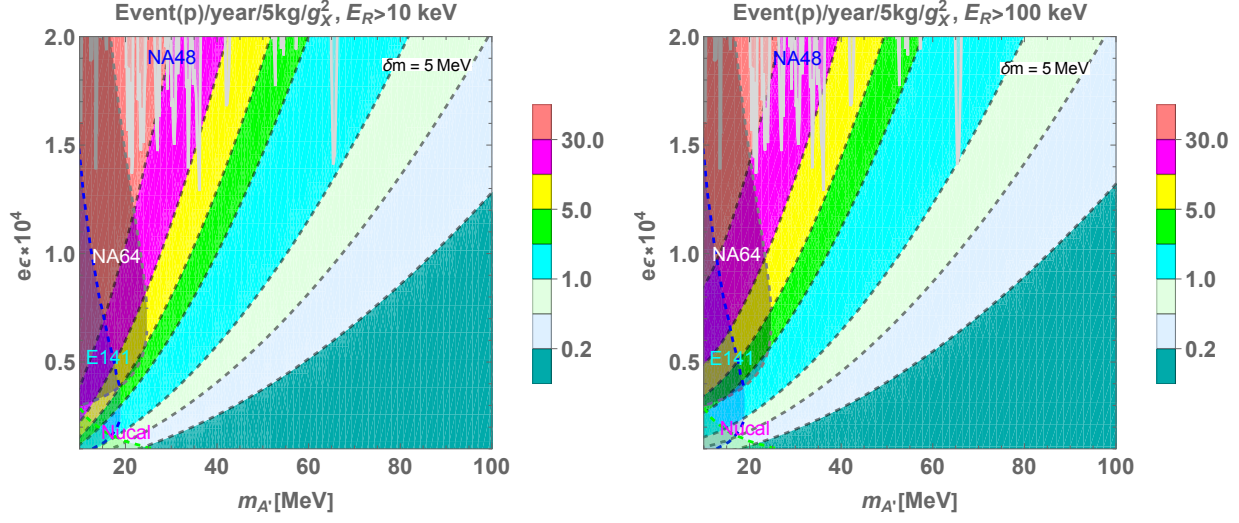 Event(p)/year/5kg/g_X^2, E_R>10 keV
2.0
1.5
1.0
0.5
eϵ×10^4
NA48
δm = 5 MeV
NA64
E141
Nucal
30.0
5.0
1.0
0.2
20 40 60 80 100
m_A'[MeV]
Event(p)/year/5kg/g_X^2, E_R>100 keV
2.0
1.5
1.0
0.5
eϵ×10^4
NA48
δm = 5 MeV
NA64
E141
Nucal
30.0
5.0
1.0
0.2
20 40 60 80 100
m_A'[MeV]